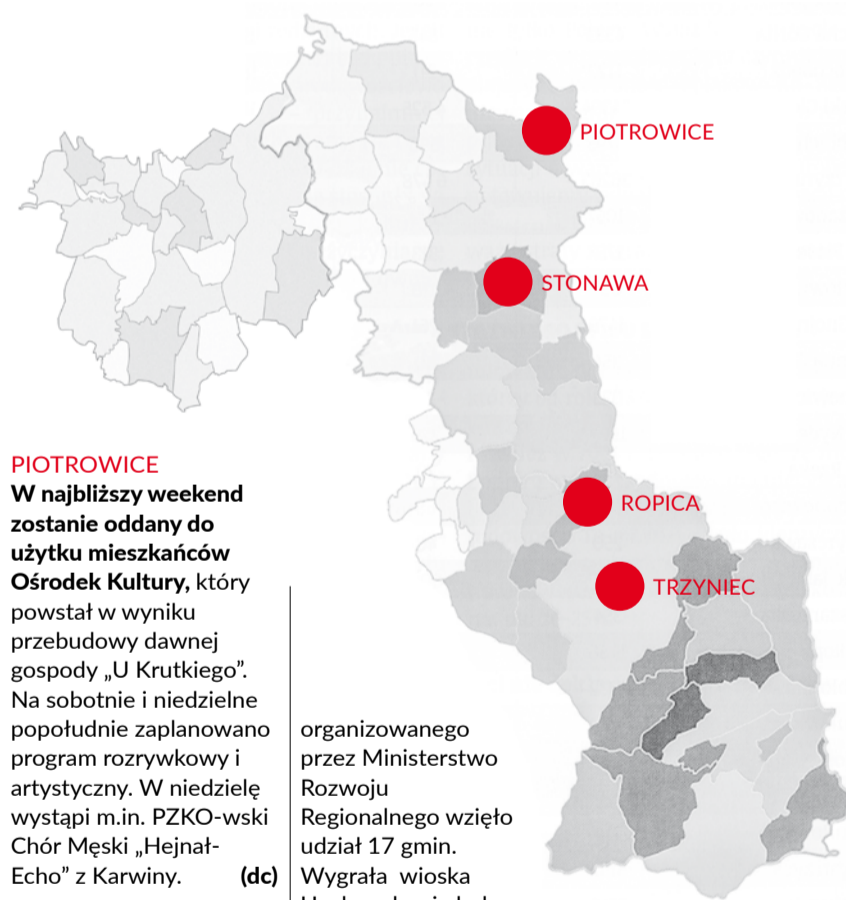 PIOTROWICE
STONAWA
ROPICA
TRZYNIEC
PIOTROWICE
W najbliższy weekend
zostanie oddany do
użytku mieszkańców
Ośrodek Kultury, który
powstał w wyniku
przebudowy dawnej
gospody „U Krutkiego”.
Na sobotnie i niedzielne
popołudnie zaplanowano
program rozrywkowy i
artystyczny. W niedzielę
wystąpi m.in. PZKO-wski
Chór Męski „Hejnał-
Echo” z Karwiny. (dc)
organizowanego
przez Ministerstwo
Rozwoju
Regionalnego wzięło
udział 17 gmin.
Wygrała wioska